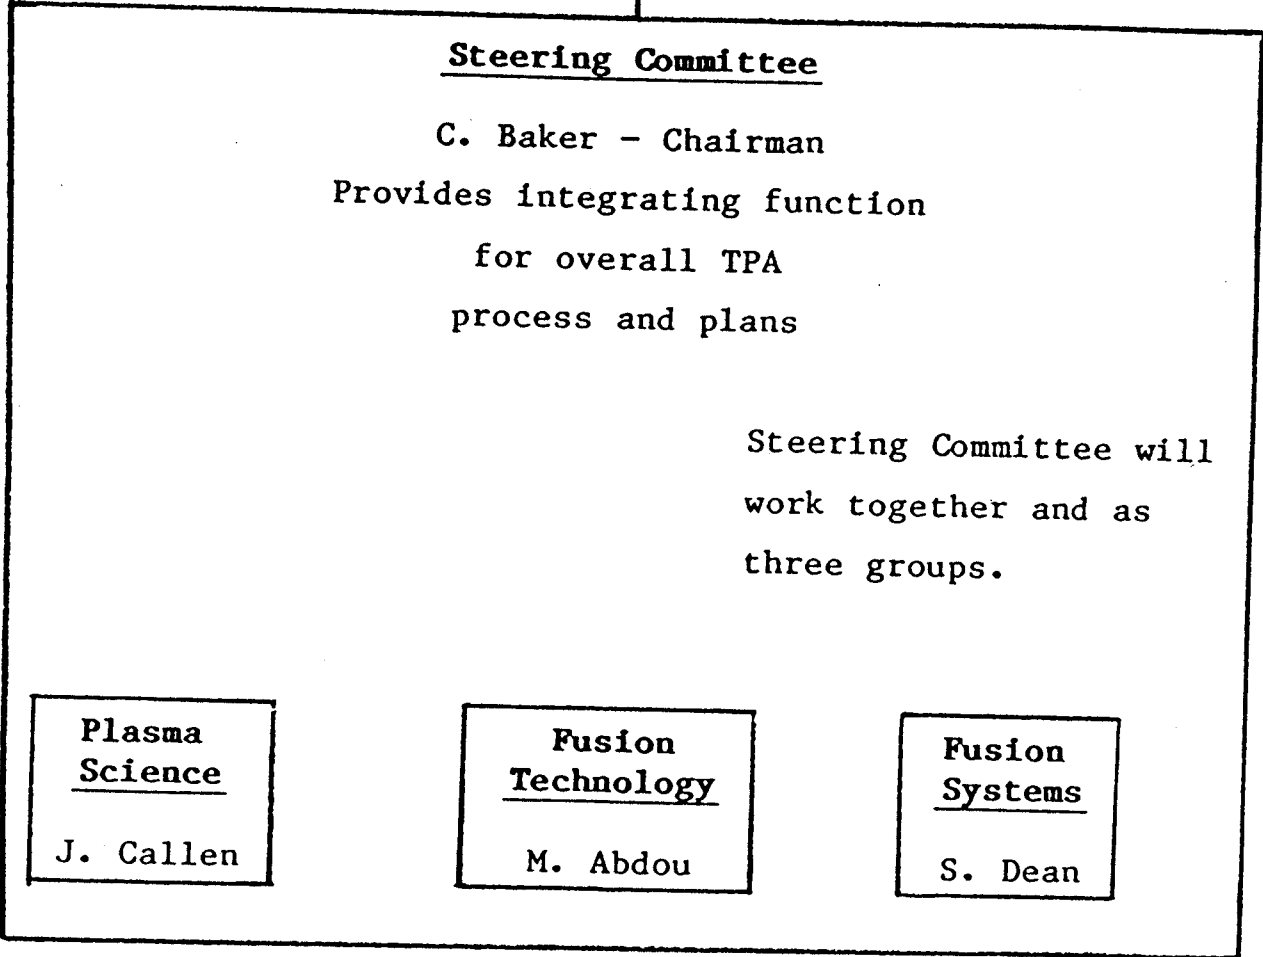 Steering Committee
C. Baker - Chairman
Provides integrating function
for overall TPA
process and plans
Steering Committee will
work together and as
three groups.
Plasma
Science
J. Callen
Fusion
Technology
M. Abdou
Fusion
Systems
S. Dean